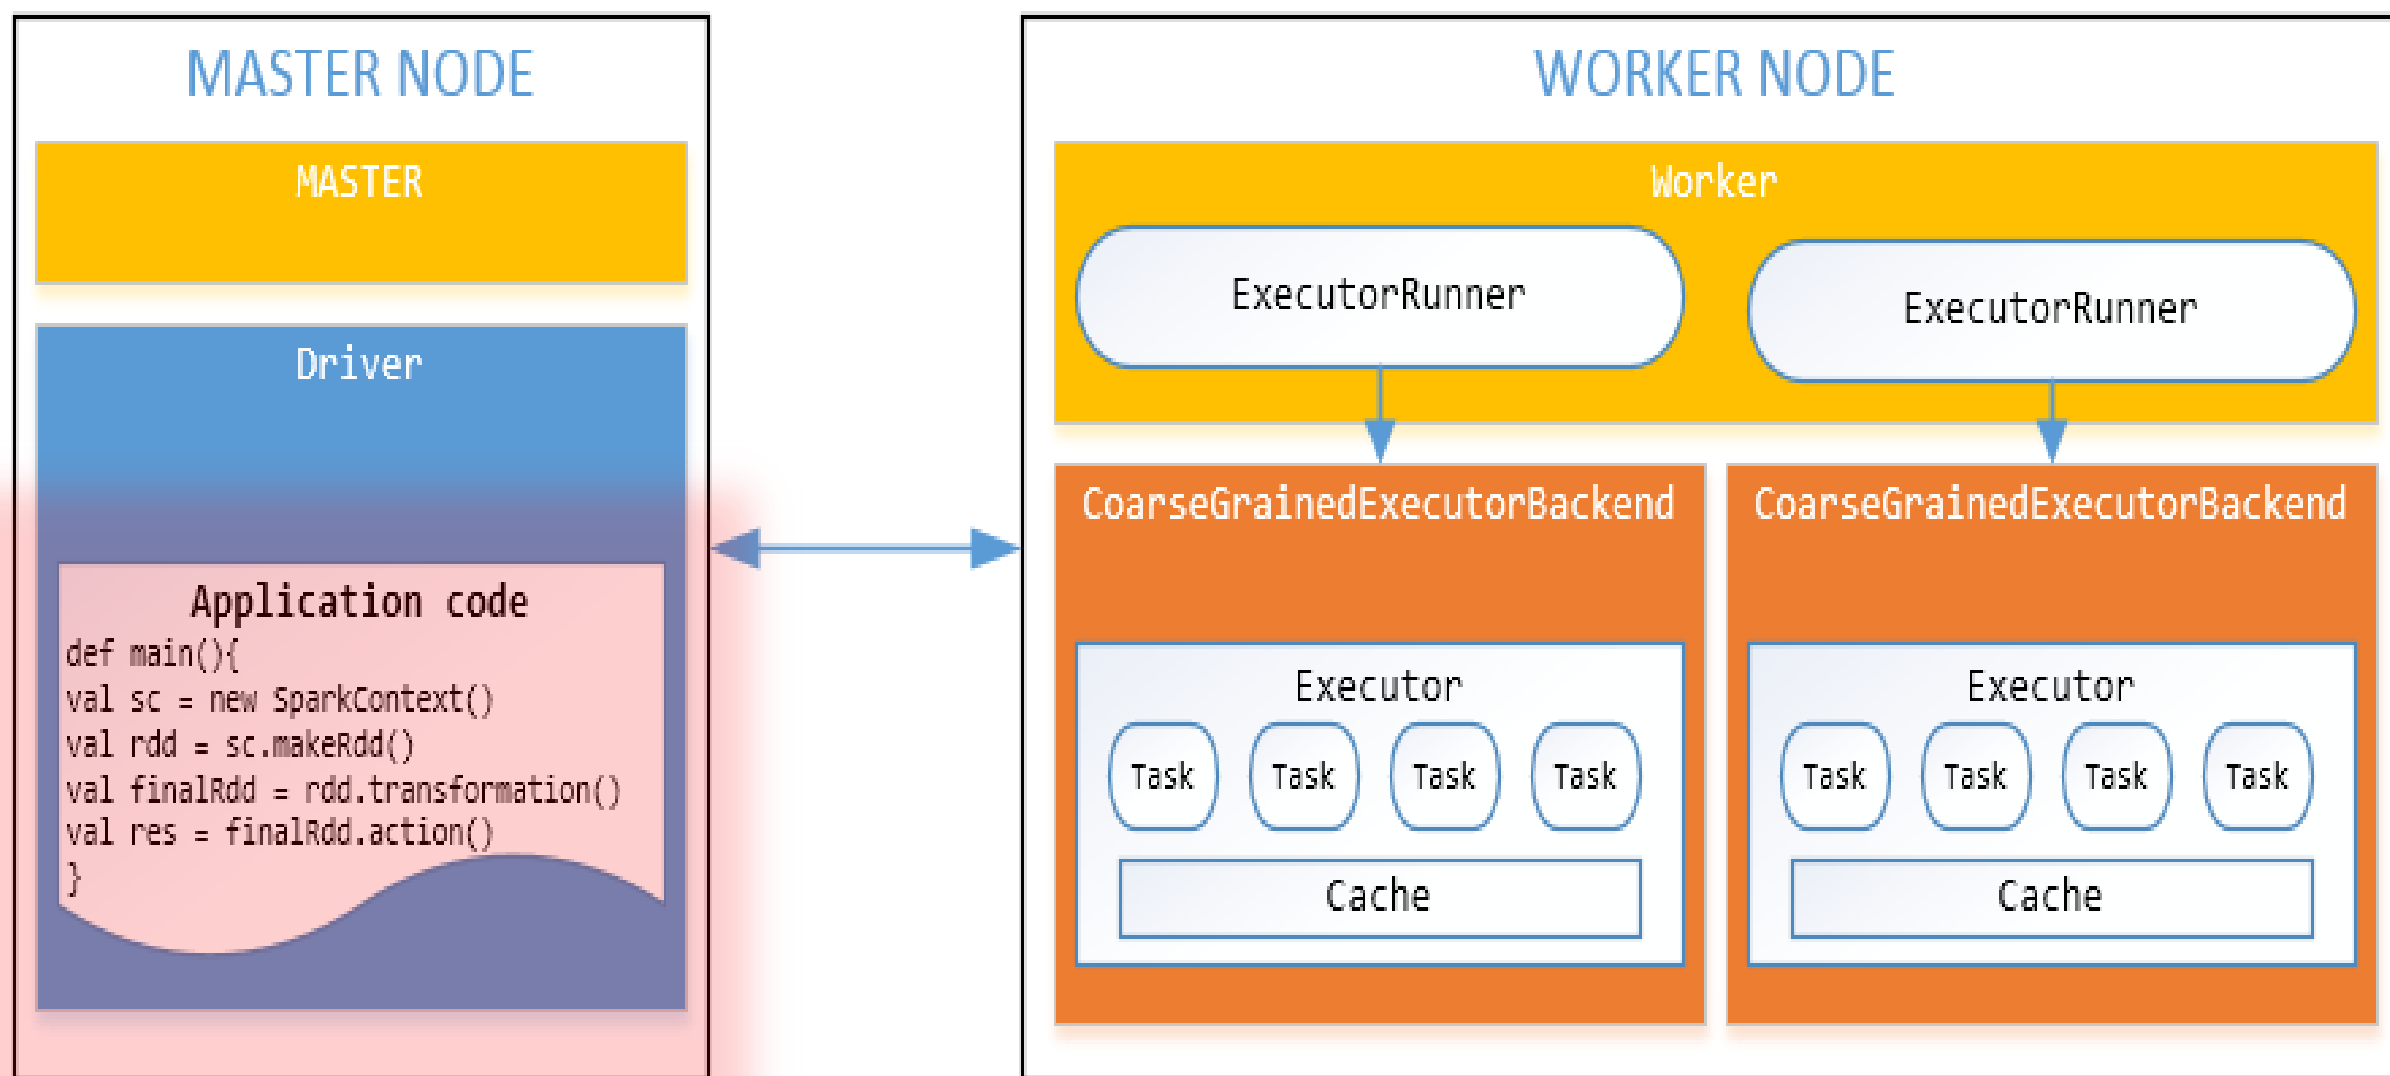 MASTER NODE
MASTER
Driver
Application code
def main(){
val sc = new SparkContext()
val rdd = sc.makeRdd()
val finalRdd = rdd.transformation()
val res = finalRdd.action()
}
WORKER NODE
Worker
ExecutorRunner
ExecutorRunner
CoarseGrainedExecutorBackend
Executor
Task Task Task Task
Cache
CoarseGrainedExecutorBackend
Executor
Task Task Task Task
Cache